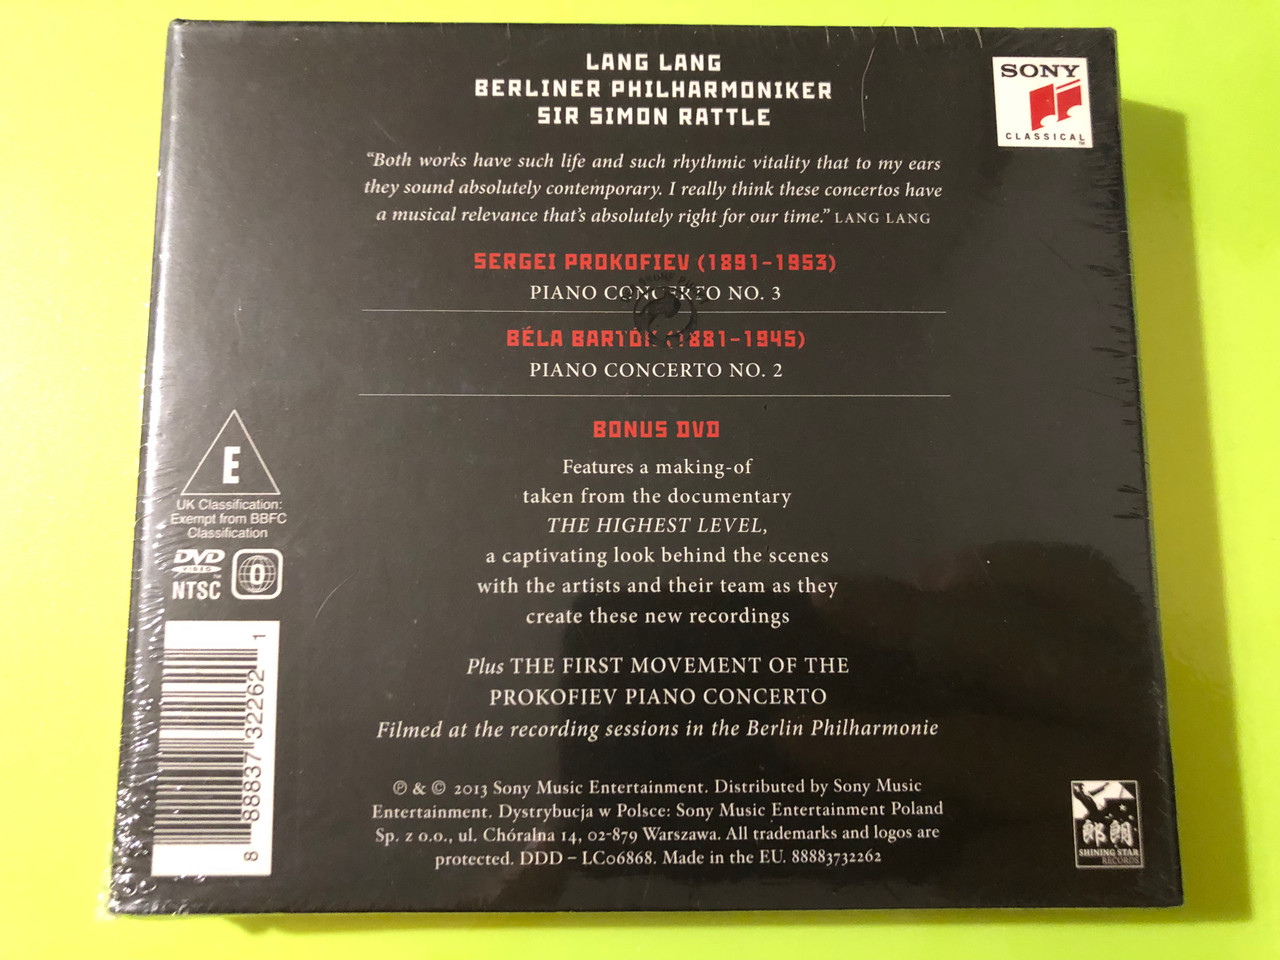 LANG LANG
BERLINER PHILHARMONIKER
SIR SIMON RATTLE
SONY
CLASSICAL
“Both works have such life and such rhythmic vitality that to my ears
they sound absolutely contemporary. I really think these concertos have
a musical relevance that's absolutely right for our time.” LANG LANG
SERGEI PROKOFIEV (1891–1953)
PIANO CONCERTO NO. 3
BÉLA BARTÓK (1881–1945)
PIANO CONCERTO NO. 2
BONUS DVD
Features a making-of
taken from the documentary
THE HIGHEST LEVEL,
a captivating look behind the scenes
with the artists and their team as they
create these new recordings
Plus THE FIRST MOVEMENT OF THE
PROKOFIEV PIANO CONCERTO
Filmed at the recording sessions in the Berlin Philharmonie
E
UK Classification:
Exempt from BBFC
Classification
DVD
VIDEO™
NTSC
0
8 88837 32262 1
℗ & © 2013 Sony Music Entertainment. Distributed by Sony Music
Entertainment. Dystrybucja w Polsce: Sony Music Entertainment Poland
Sp. z o.o., ul. Chóralna 14, 02-879 Warszawa. All trademarks and logos are
protected. DDD – LC06868. Made in the EU. 88883732262
郎朗
SHINING STAR
RECORDS